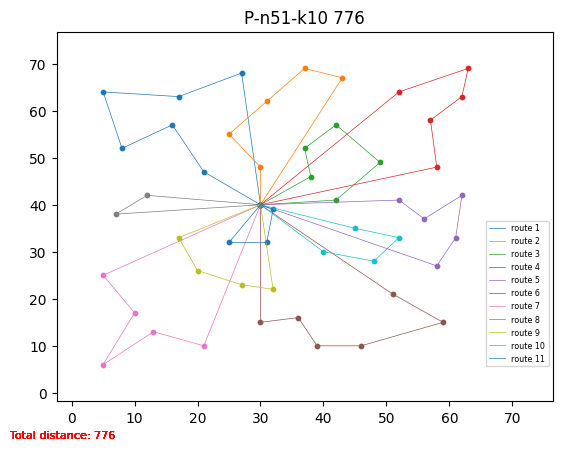 P-n51-k10 776
70
60
50
40
30
20
10
0
route 1
route 2
route 3
route 4
route 5
route 6
route 7
route 8
route 9
route 10
route 11
0 10 20 30 40 50 60 70
Total distance: 776